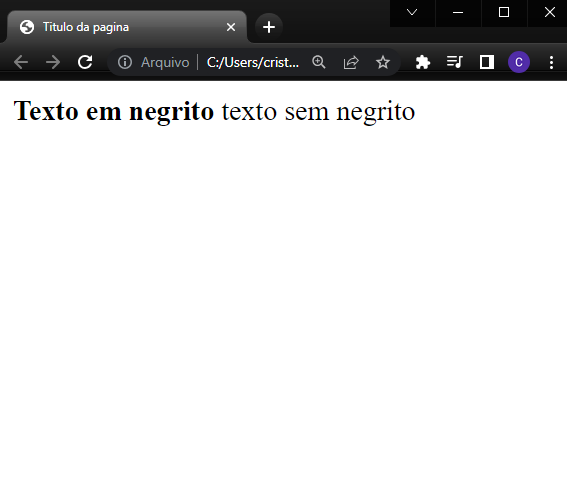 Titulo da pagina
Arquivo | C:/Users/crist...
C
Texto em negrito texto sem negrito